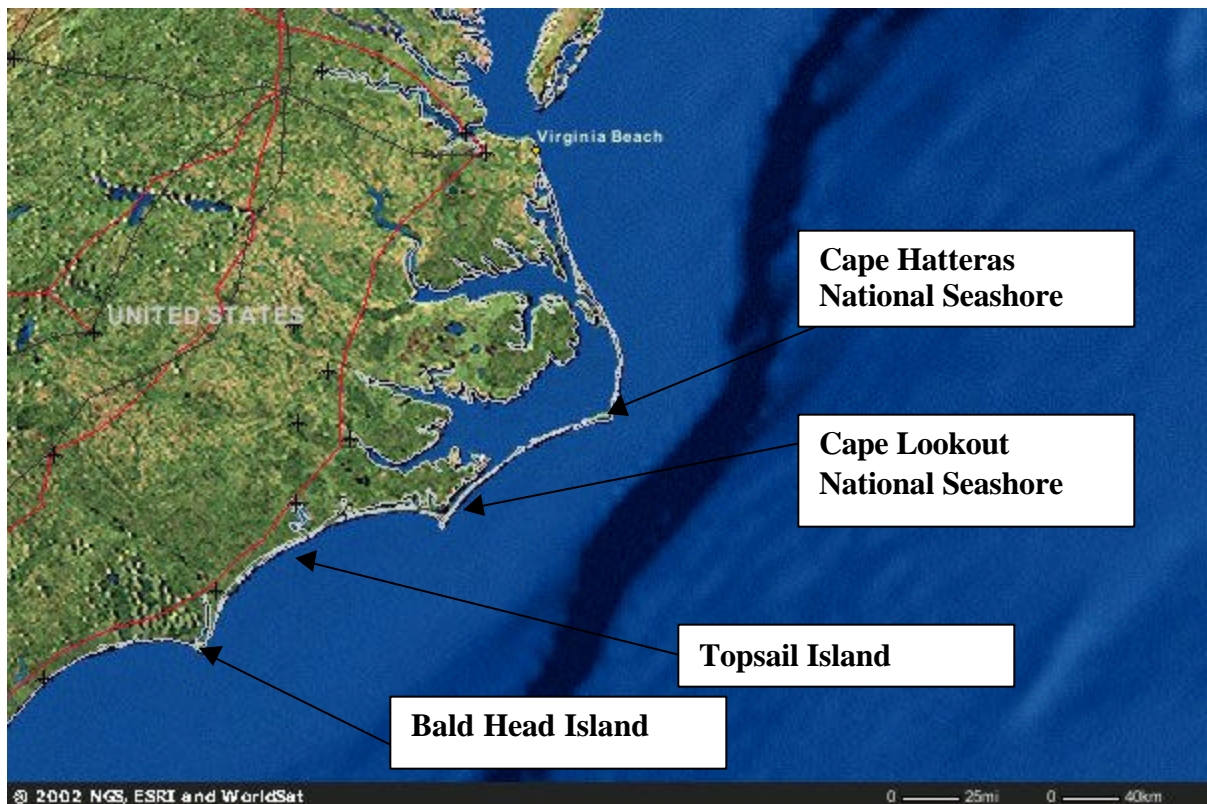 Virginia Beach
Cape Hatteras
National Seashore
UNITED STATES
Cape Lookout
National Seashore
Topsail Island
Bald Head Island
© 2002 NGS, ESRI and WorldSat
0 25mi 0 40km